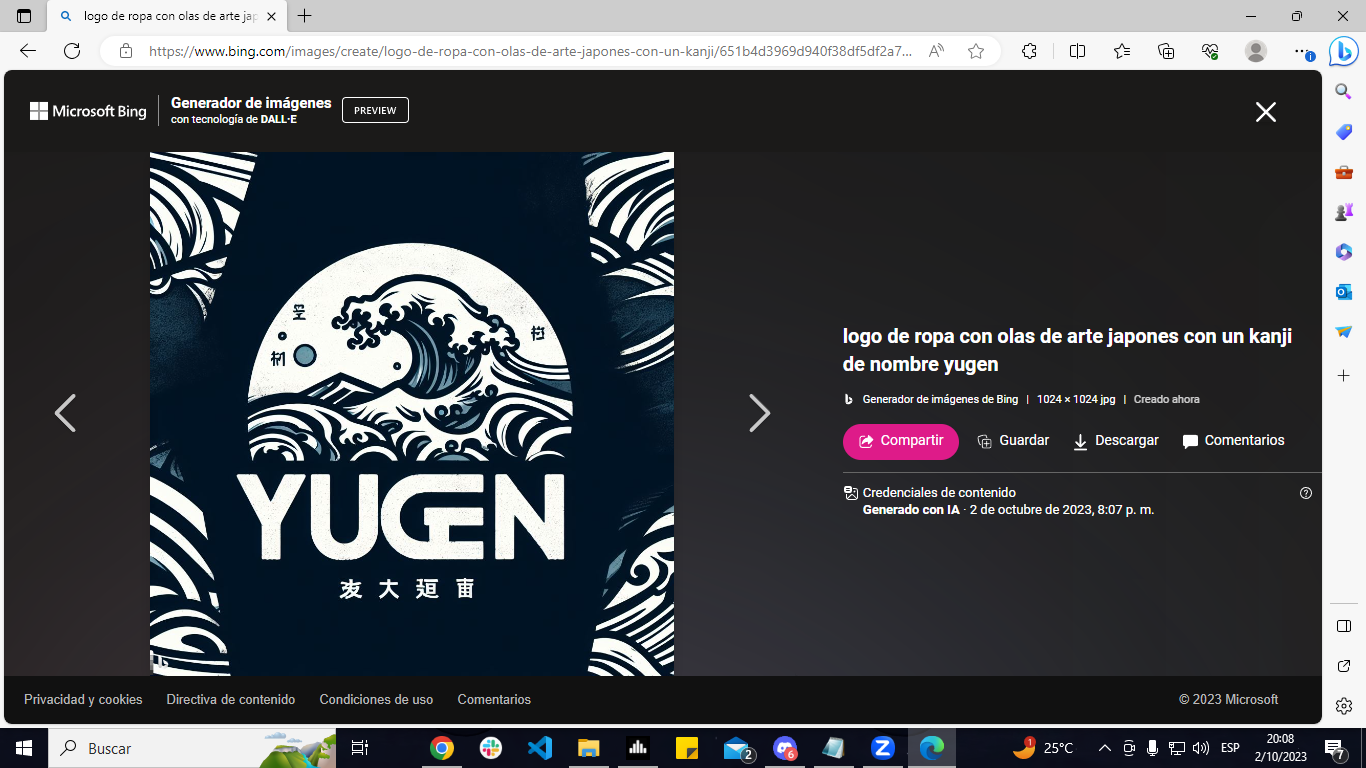 logo de ropa con olas de arte jap
https://www.bing.com/images/create/logo-de-ropa-con-olas-de-arte-japones-con-un-kanji/651b4d3969d940f38df5df2a7...
Microsoft Bing
Generador de imágenes
con tecnología de DALL·E
PREVIEW
YUGEN
logo de ropa con olas de arte japones con un kanji
de nombre yugen
Generador de imágenes de Bing | 1024 × 1024 jpg | Creado ahora
Compartir Guardar Descargar Comentarios
Credenciales de contenido
Generado con IA · 2 de octubre de 2023, 8:07 p. m.
Privacidad y cookies Directiva de contenido Condiciones de uso Comentarios © 2023 Microsoft
Buscar
2
6
1
25°C
ESP
20:08
2/10/2023
7